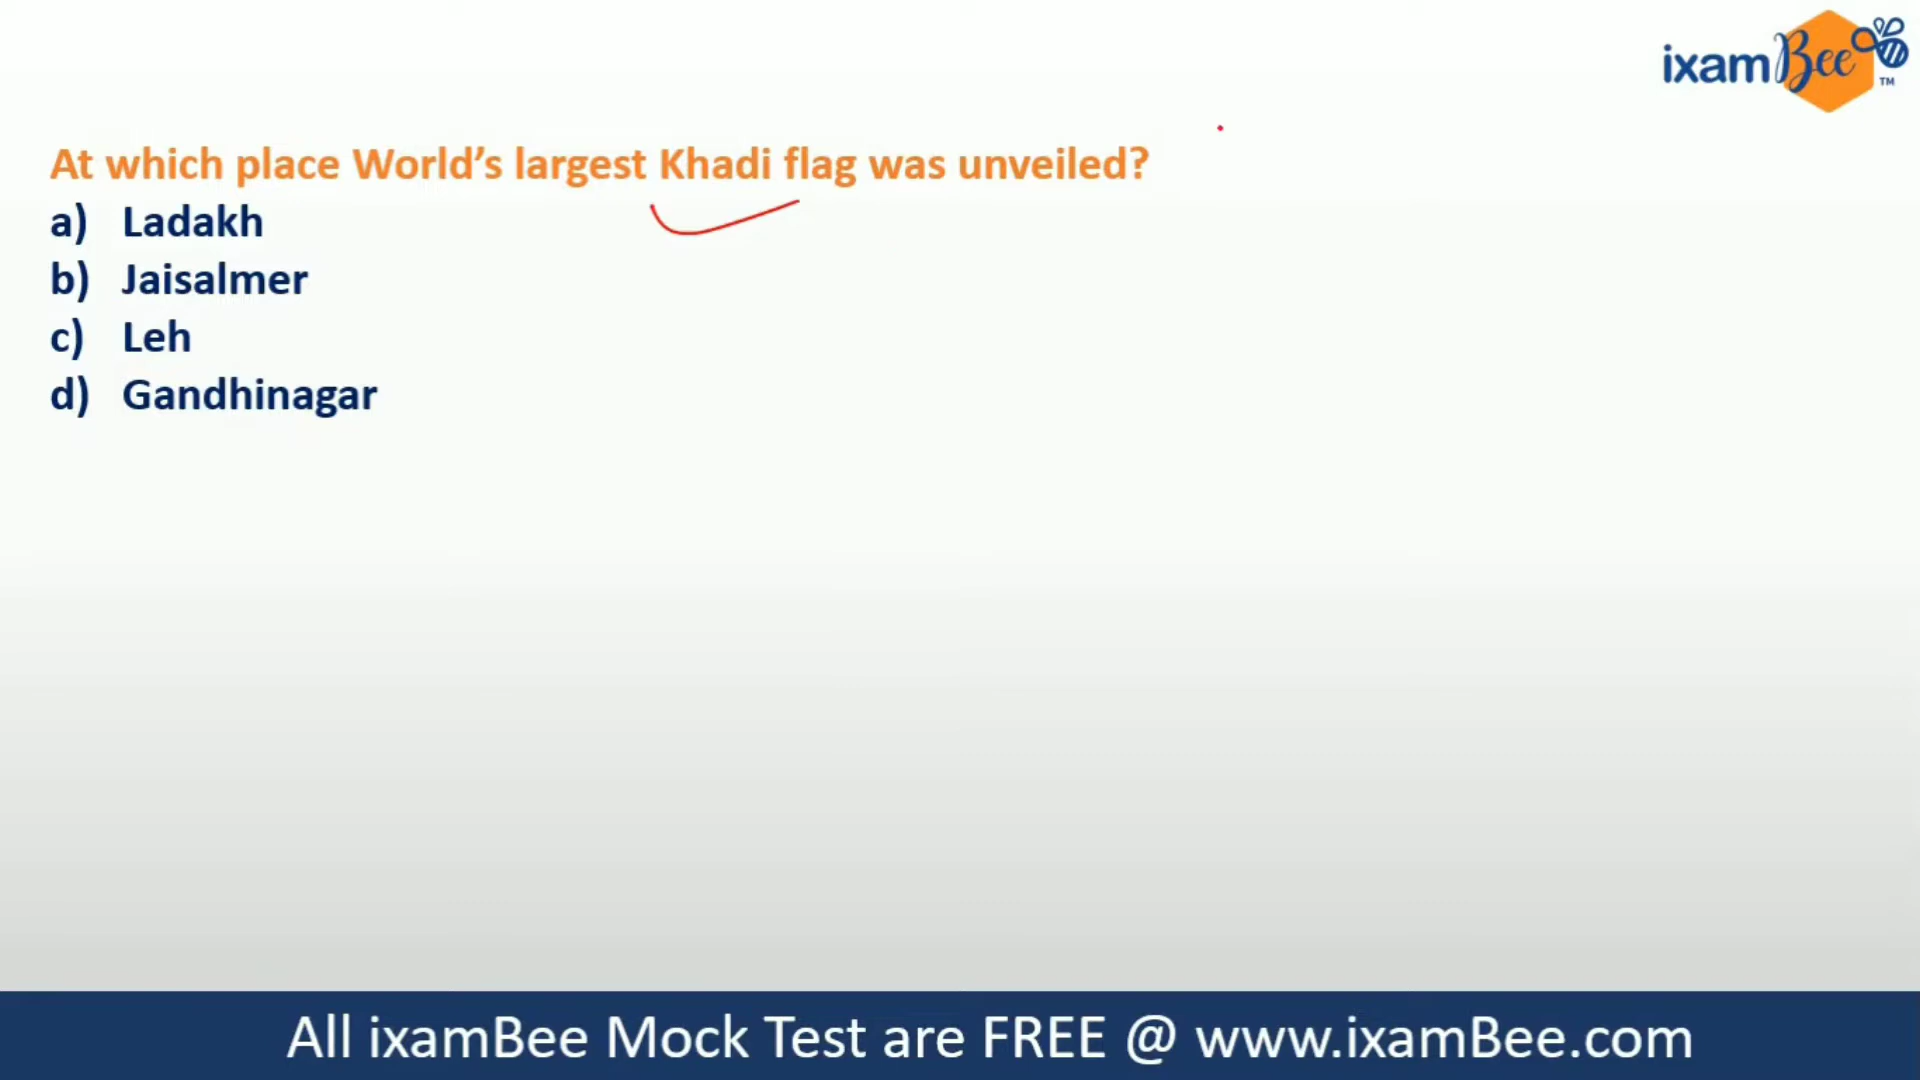 ixamBee™
At which place World's largest Khadi flag was unveiled?
a) Ladakh
b) Jaisalmer
c) Leh
d) Gandhinagar
All ixamBee Mock Test are FREE @ www.ixamBee.com